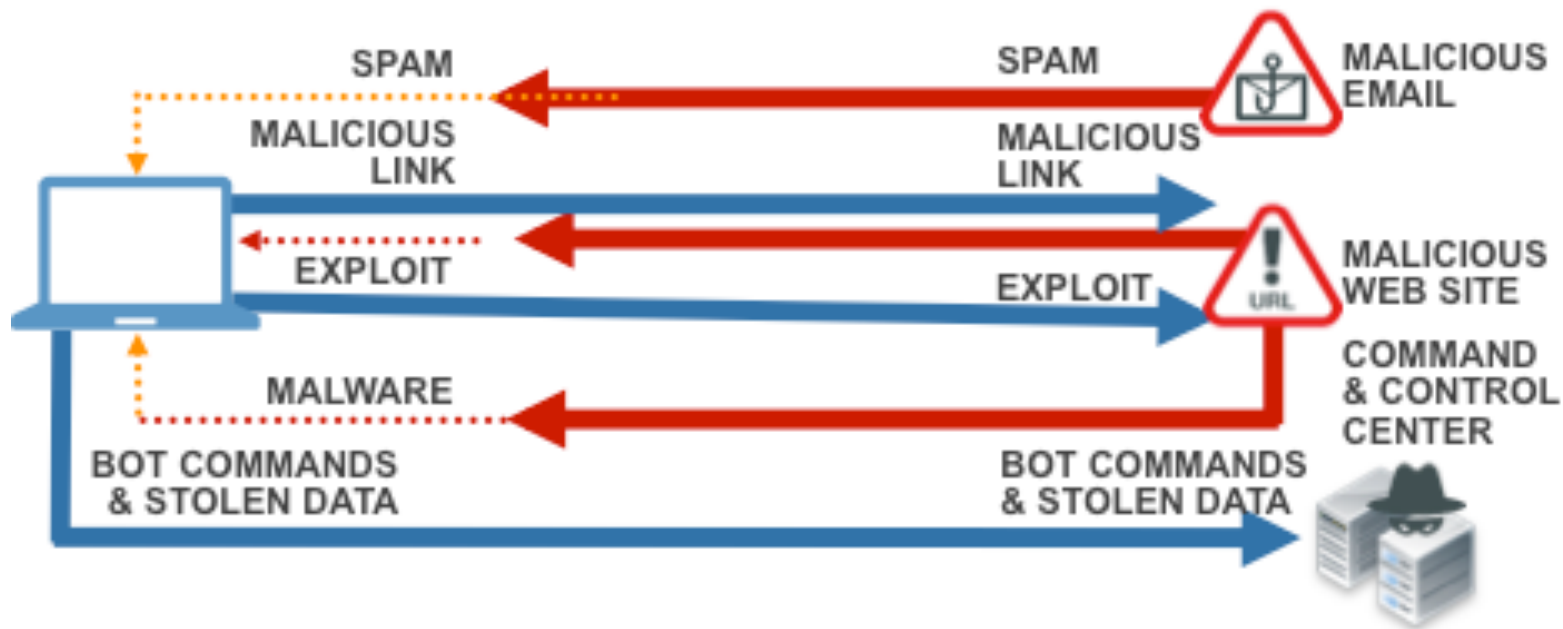 SPAM
SPAM
MALICIOUS
EMAIL
MALICIOUS
LINK
MALICIOUS
LINK
EXPLOIT
EXPLOIT
URL
MALICIOUS
WEB SITE
MALWARE
COMMAND
& CONTROL
CENTER
BOT COMMANDS
& STOLEN DATA
BOT COMMANDS
& STOLEN DATA